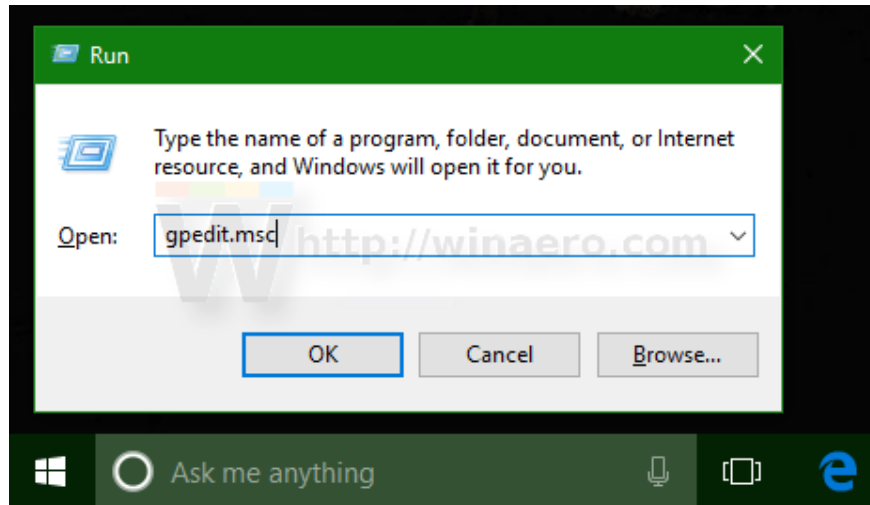 Run
Type the name of a program, folder, document, or Internet
resource, and Windows will open it for you.
Open: gpedit.msc
W http://winaero.com
OK Cancel Browse...
Ask me anything